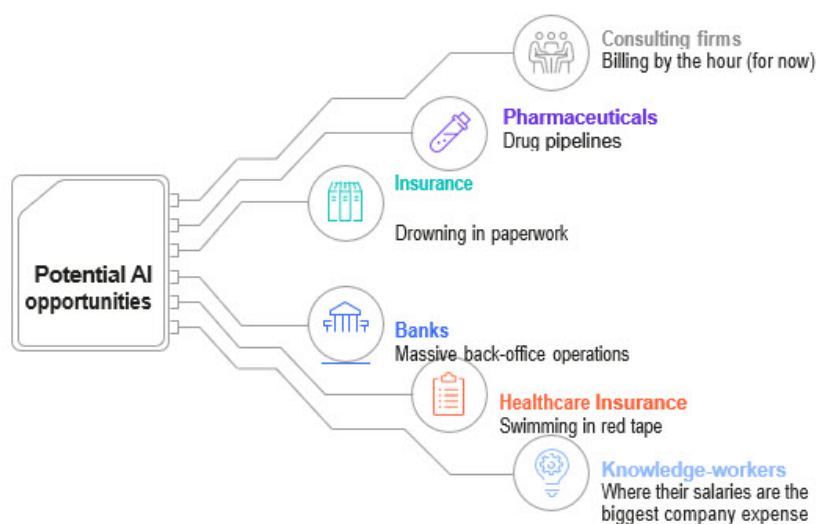 Consulting firms
Billing by the hour (for now)
Pharmaceuticals
Drug pipelines
Insurance
Drowning in paperwork
Potential AI
opportunities
Banks
Massive back-office operations
Healthcare Insurance
Swimming in red tape
Knowledge-workers
Where their salaries are the
biggest company expense